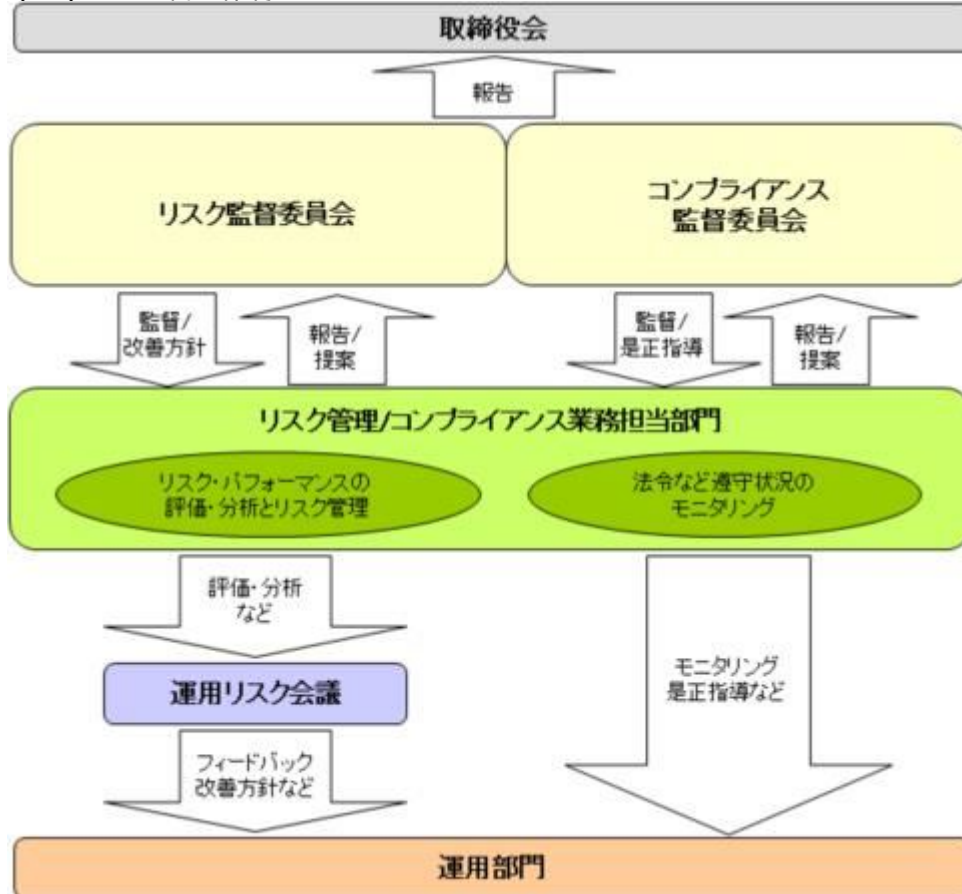 取締役会
報告
リスク監督委員会
コンプライアンス
監督委員会
監督/
改善方針
報告/
提案
監督/
是正指導
報告/
提案
リスク管理/コンプライアンス業務担当部門
リスク・パフォーマンスの
評価・分析とリスク管理
法令など遵守状況の
モニタリング
評価・分析
など
運用リスク会議
モニタリング
是正指導など
フィードバック
改善方針など
運用部門